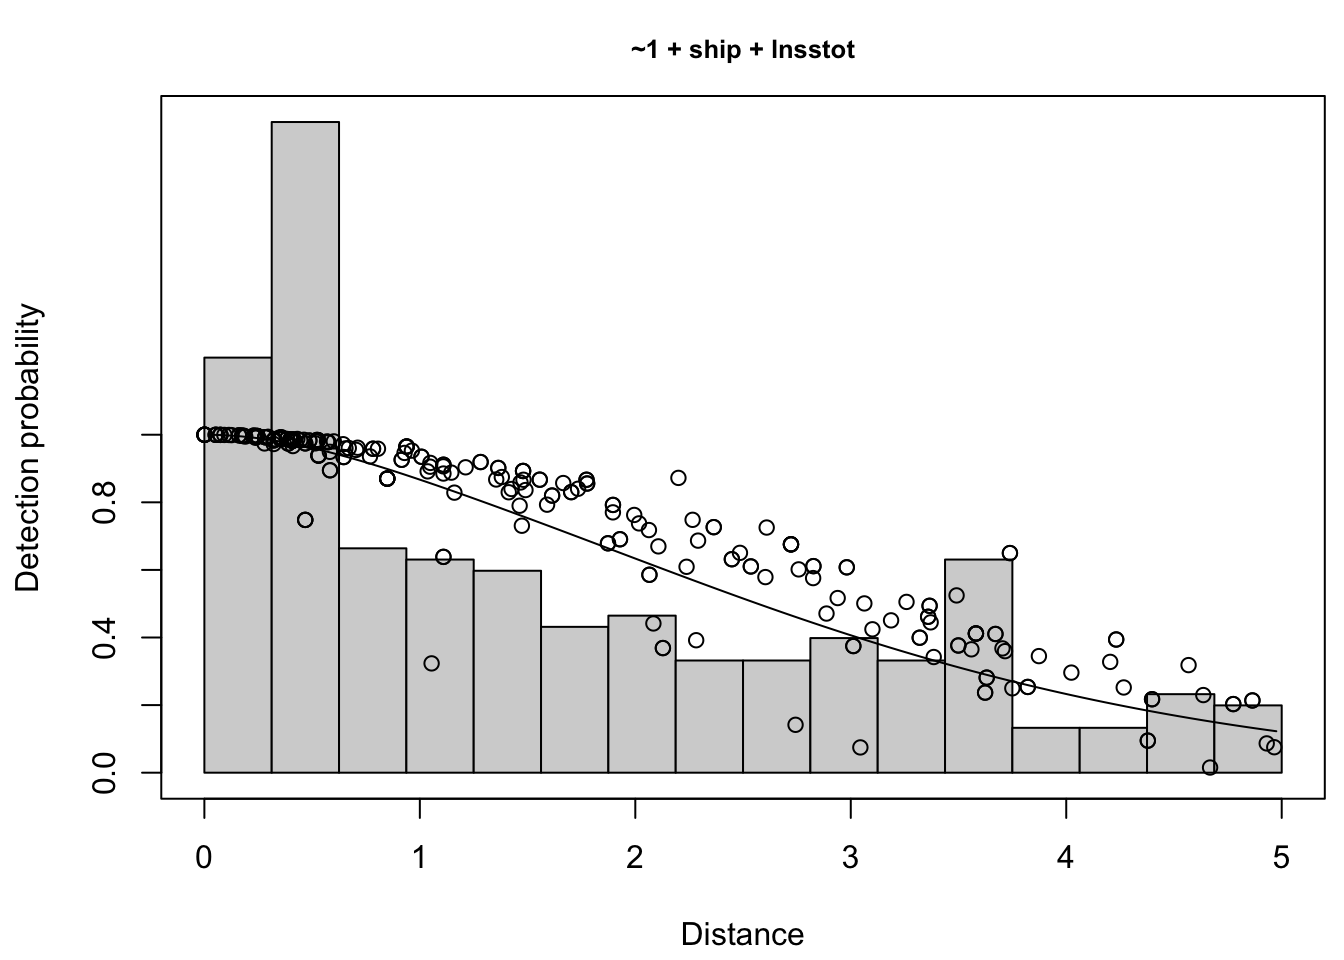 ~1 + ship + lnsstot
Detection probability
0.8
0.4
0.0
0 1 2 3 4 5
Distance